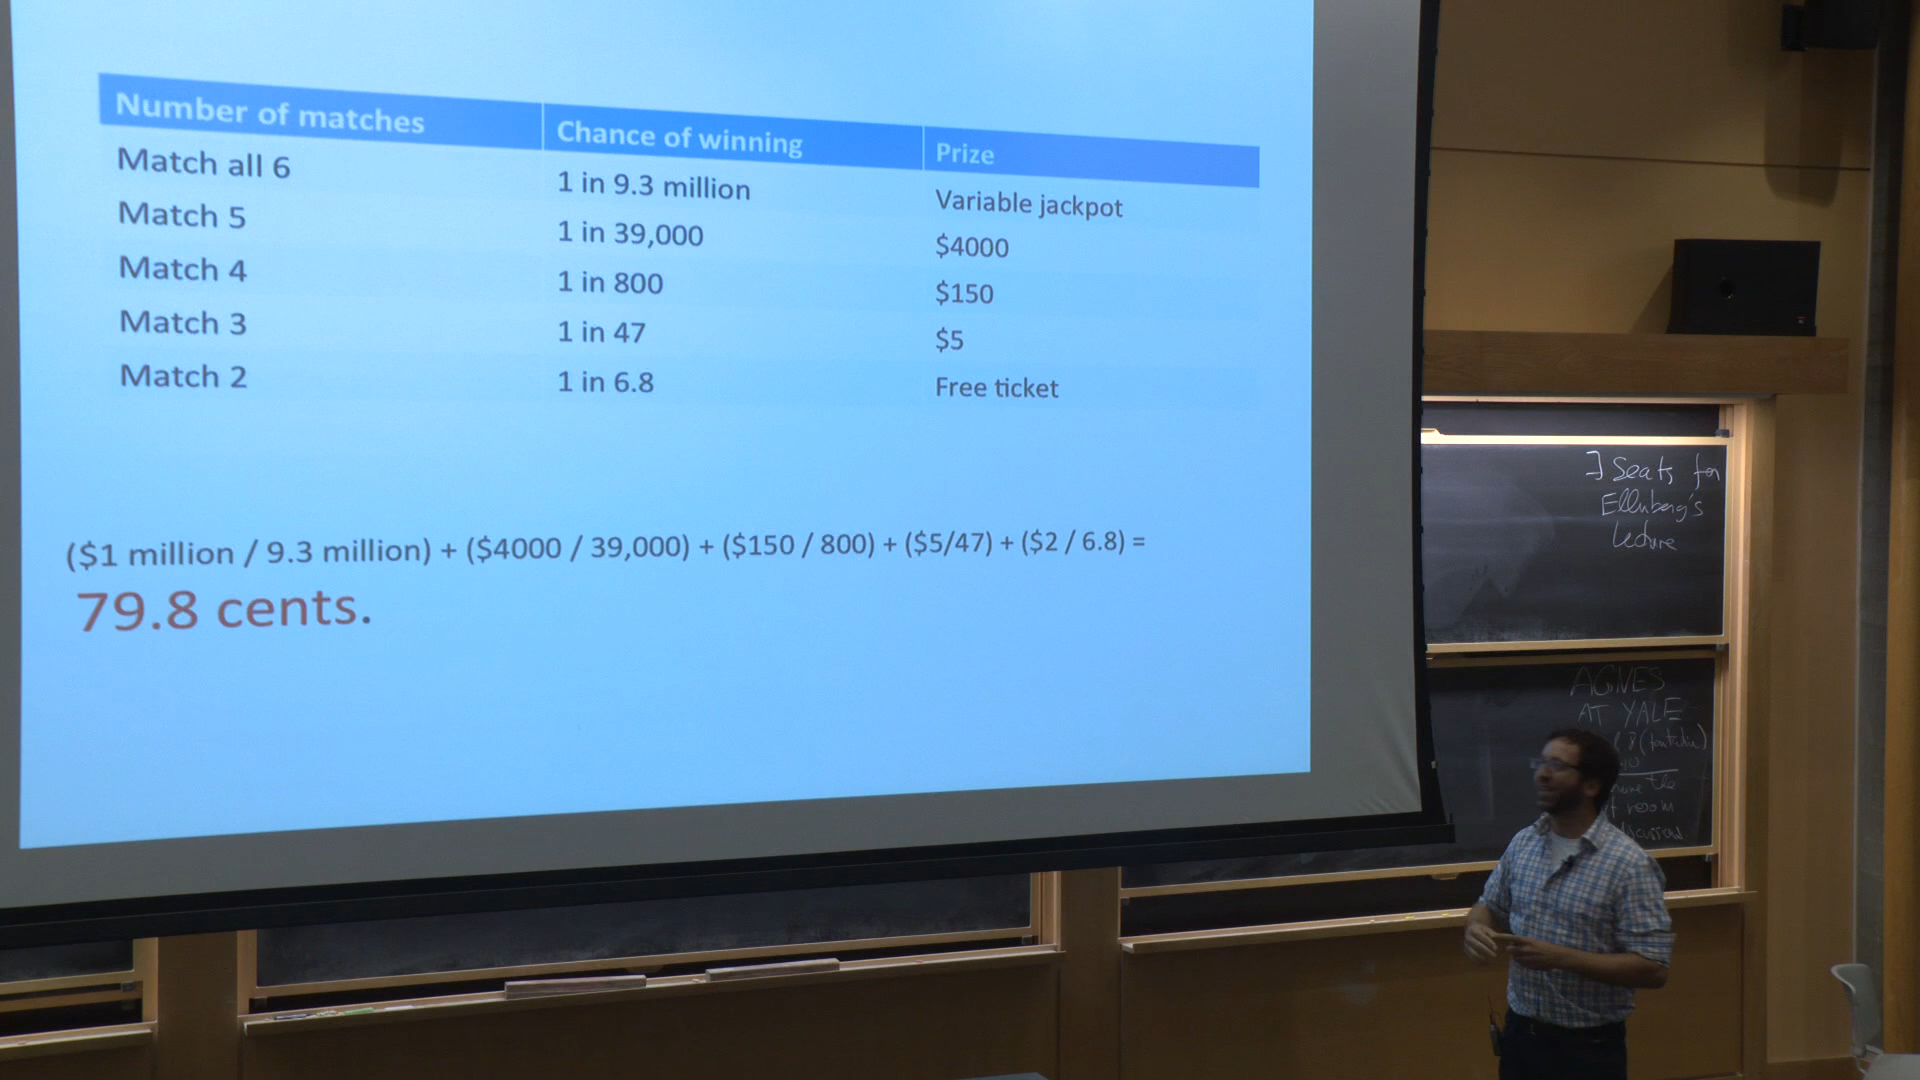 Number of matches Chance of winning Prize
Match all 6 1 in 9.3 million Variable jackpot
Match 5 1 in 39,000 $4000
Match 4 1 in 800 $150
Match 3 1 in 47 $5
Match 2 1 in 6.8 Free ticket
($1 million / 9.3 million) + ($4000 / 39,000) + ($150 / 800) + ($5/47) + ($2 / 6.8) =
79.8 cents.
Seats for
Ellenberg's
lecture
AGNES
AT YALE
the
room